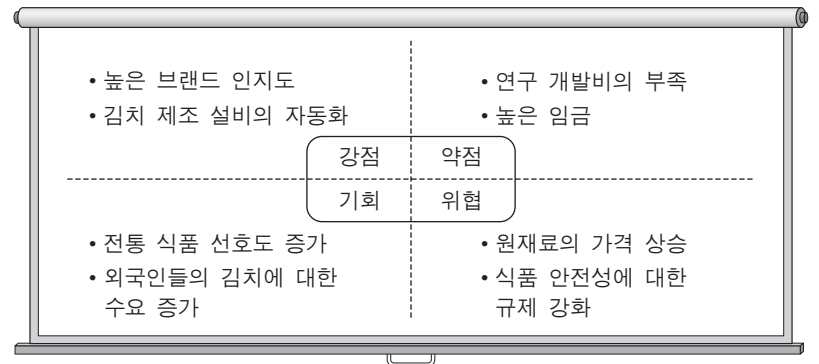 • 높은 브랜드 인지도
• 김치 제조 설비의 자동화
• 연구 개발비의 부족
• 높은 임금
강점
약점
기회
위협
• 전통 식품 선호도 증가
• 외국인들의 김치에 대한
수요 증가
• 원재료의 가격 상승
• 식품 안전성에 대한
규제 강화